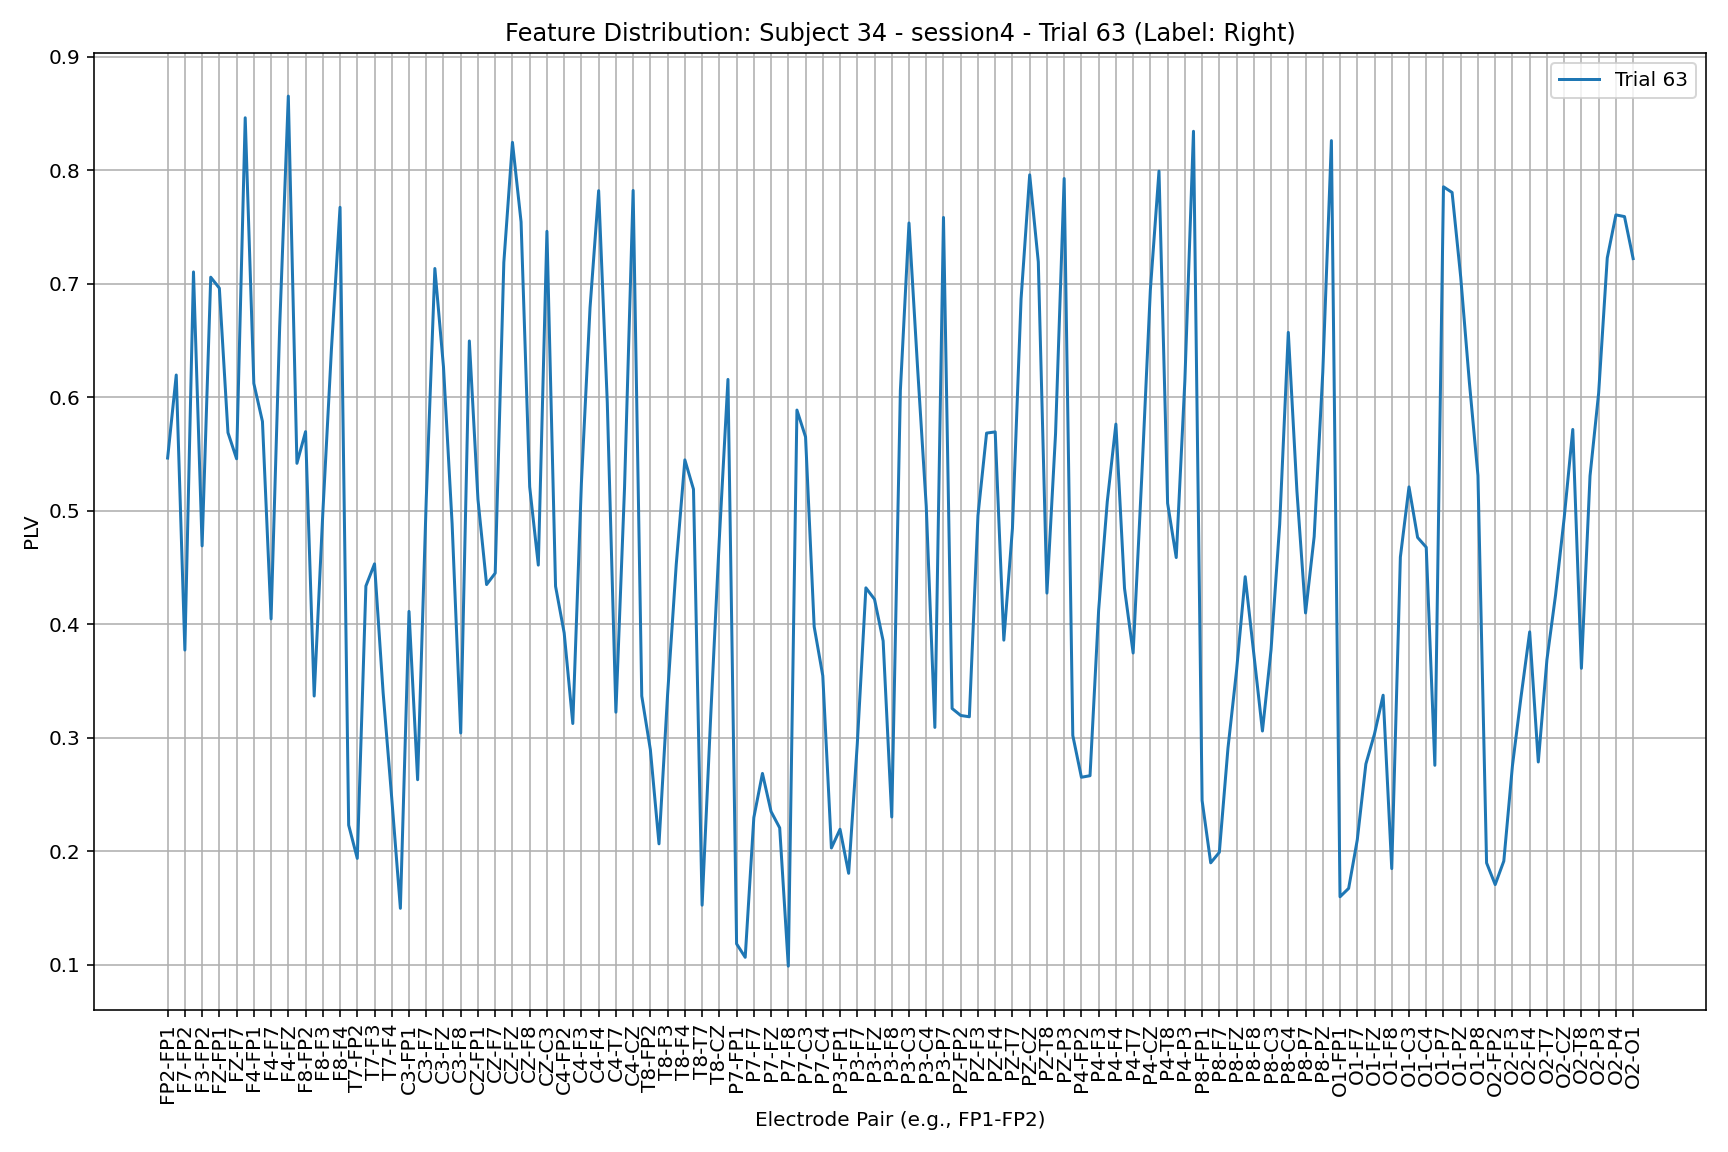 Feature Distribution: Subject 34 - session4 - Trial 63 (Label: Right)
Trial 63
PLV
0.9
0.8
0.7
0.6
0.5
0.4
0.3
0.2
0.1
FP2-FP1
F7-FP2
F3-FP2
FZ-FP1
FZ-F7
F4-FP1
F4-F7
F4-FZ
F8-FP2
F8-F3
F8-F4
T7-FP2
T7-F3
T7-F4
C3-FP1
C3-F7
C3-FZ
C3-F8
CZ-FP1
CZ-F7
CZ-FZ
CZ-F8
CZ-C3
C4-FP2
C4-F3
C4-F4
C4-T7
C4-CZ
T8-FP2
T8-F3
T8-F4
T8-T7
T8-CZ
P7-FP1
P7-F7
P7-FZ
P7-F8
P7-C3
P7-C4
P3-FP1
P3-F7
P3-FZ
P3-F8
P3-C3
P3-C4
P3-P7
PZ-FP2
PZ-F3
PZ-F4
PZ-T7
PZ-CZ
PZ-T8
PZ-P3
P4-FP2
P4-F3
P4-F4
P4-T7
P4-CZ
P4-T8
P4-P3
P8-FP1
P8-F7
P8-FZ
P8-F8
P8-C3
P8-C4
P8-P7
P8-PZ
O1-FP1
O1-F7
O1-FZ
O1-F8
O1-C3
O1-C4
O1-P7
O1-PZ
O1-P8
O2-FP2
O2-F3
O2-F4
O2-T7
O2-CZ
O2-T8
O2-P3
O2-P4
O2-O1
Electrode Pair (e.g., FP1-FP2)